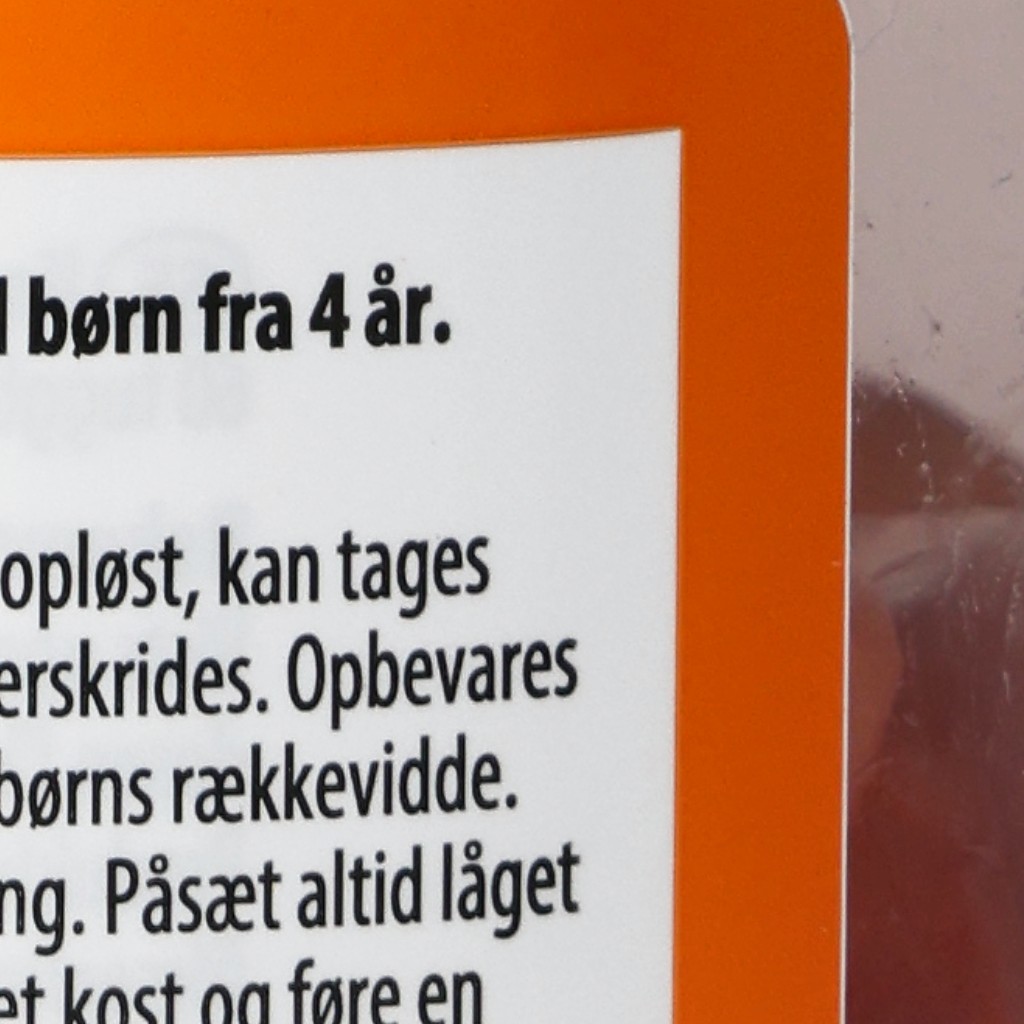 børn fra 4 år.
opløst, kan tages
erskrides. Opbevares
børns rækkevidde.
ng. Påsæt altid låget
et kost og føre en